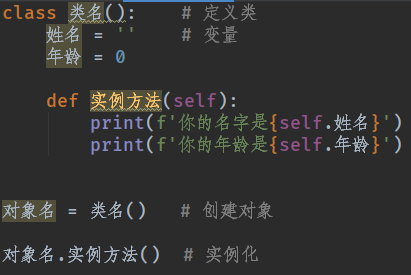 class 类名():    # 定义类
    姓名 = ''    # 变量
    年龄 = 0
    def 实例方法(self):
        print(f'你的名字是{self.姓名}')
        print(f'你的年龄是{self.年龄}')
对象名 = 类名()   # 创建对象
对象名.实例方法()  # 实例化